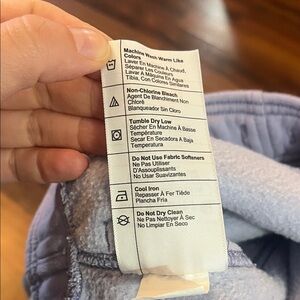 Machine Wash Warm Like
Colors
Laver En Machine À Chaud,
Séparer Les Couleurs
Lavar A Máquina En Agua
Tibia, Con Colores Similares
Non-Chlorine Bleach
Agent De Blanchiment Non
Chloré
Blanqueador Sin Cloro
Tumble Dry Low
Sécher En Machine À Basse
Température
Secar En Secadora A Baja
Temperatura
Do Not Use Fabric Softeners
Ne Pas Utiliser
D'Assouplissants
No Usar Suavizantes
Cool Iron
Repasser À Fer Tiède
Plancha Fría
Do Not Dry Clean
Ne Pas Nettoyer À Sec
No Limpiar En Seco